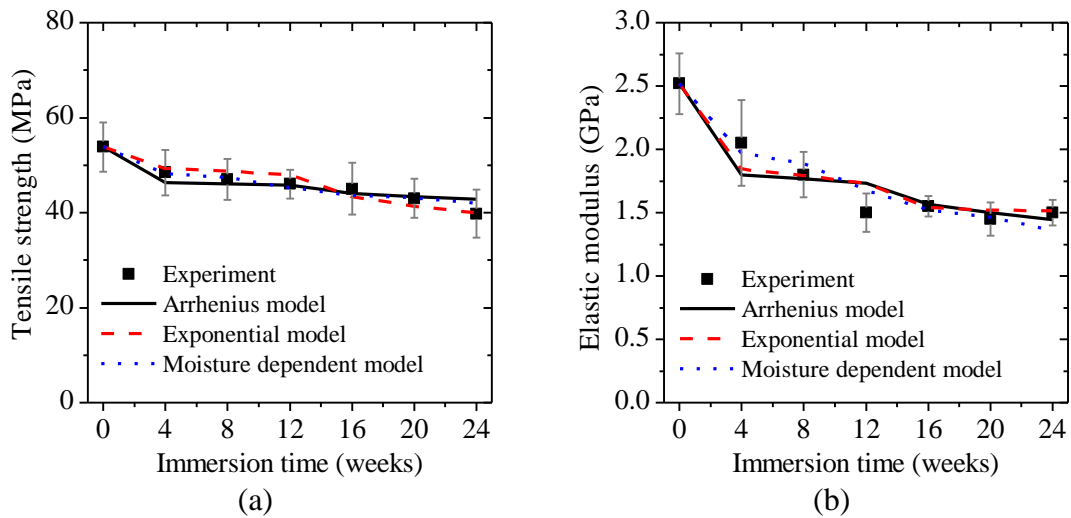 80
60
40
20
0
Tensile strength (MPa)
Experiment
Arrhenius model
Exponential model
Moisture dependent model
0 4 8 12 16 20 24
Immersion time (weeks)
(a)
3.0
2.5
2.0
1.5
1.0
0.5
0.0
Elastic modulus (GPa)
Experiment
Arrhenius model
Exponential model
Moisture dependent model
0 4 8 12 16 20 24
Immersion time (weeks)
(b)